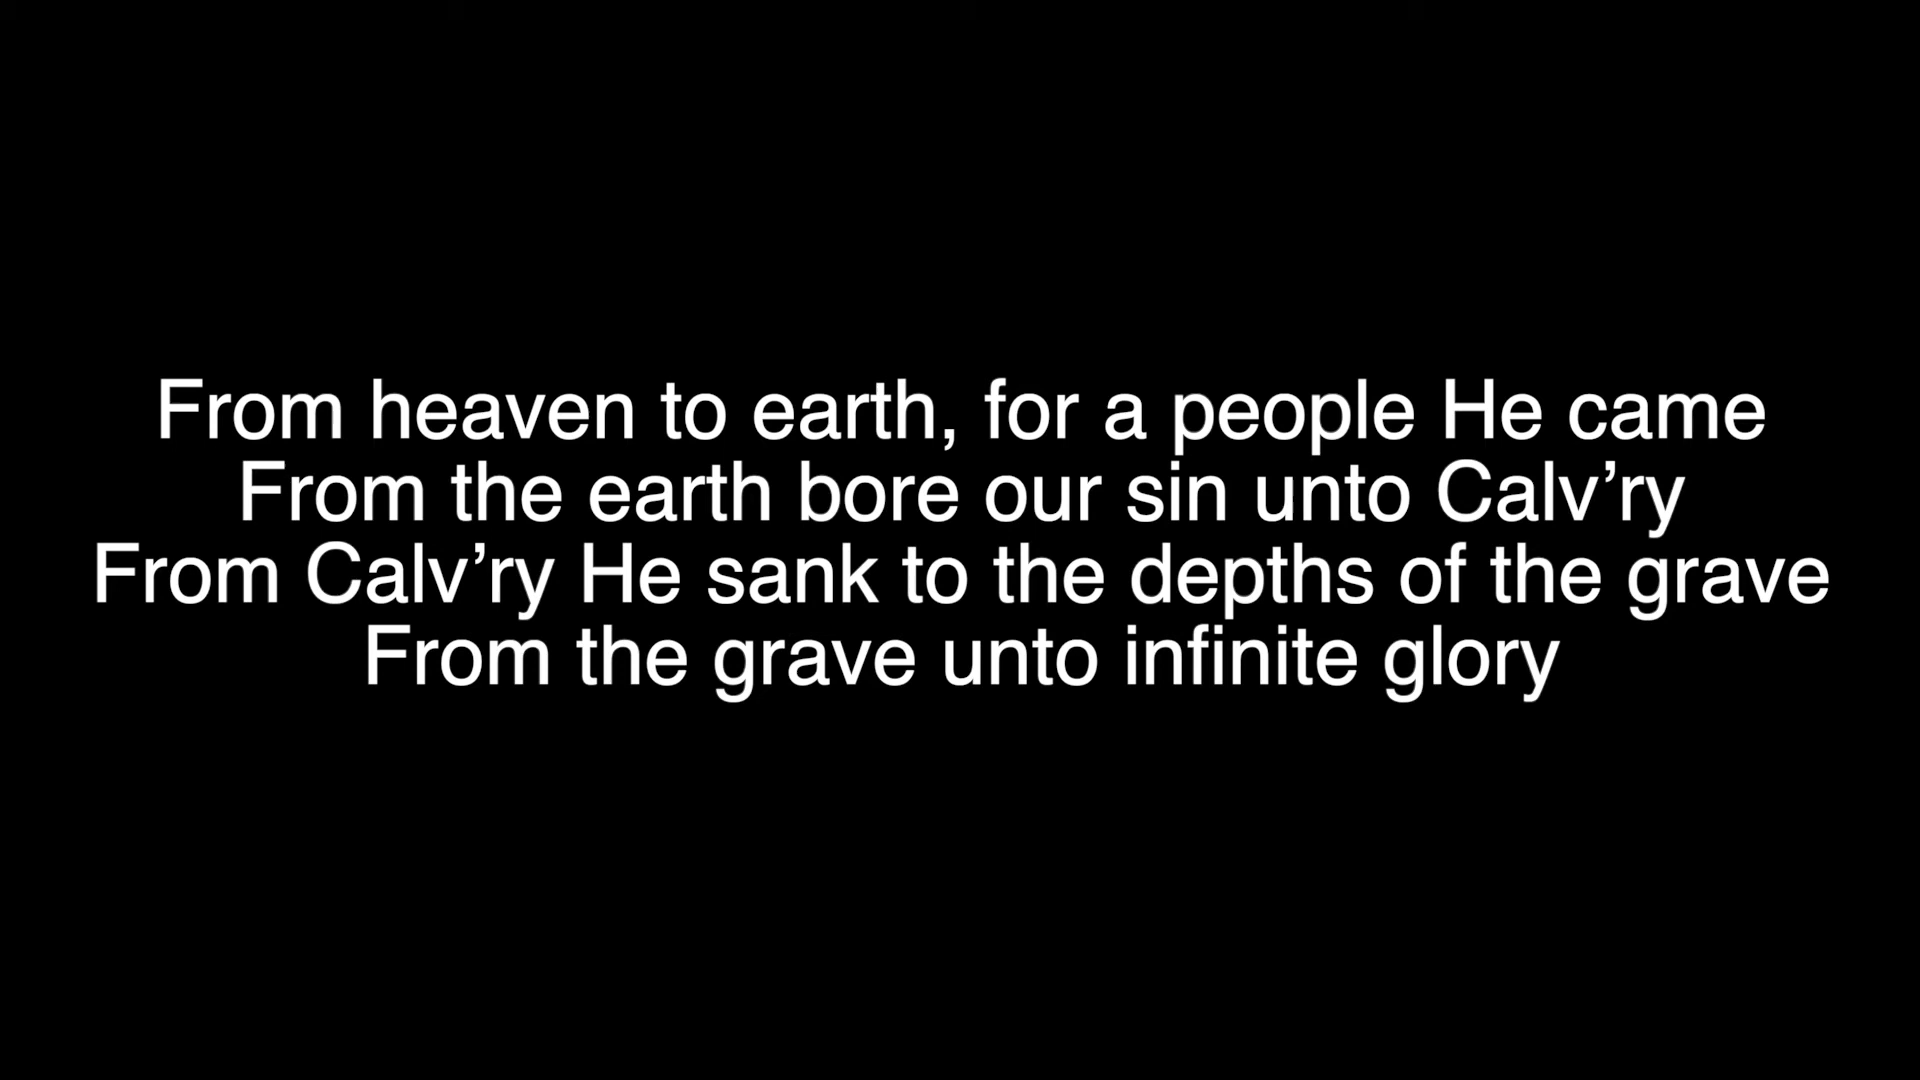 From heaven to earth, for a people He came
From the earth bore our sin unto Calv’ry
From Calv’ry He sank to the depths of the grave
From the grave unto infinite glory